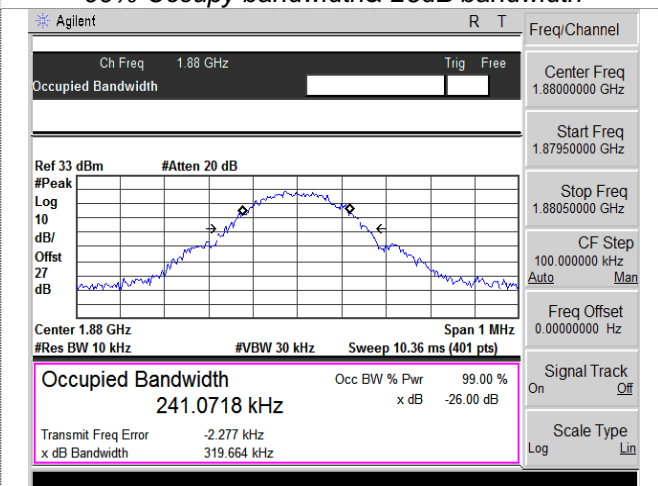 99% Occupy bandwidth& 26dB bandwidth
Agilent R T
Ch Freq 1.88 GHz Trig Free
Occupied Bandwidth
Ref 33 dBm #Atten 20 dB
#Peak
Log
10
dB/
Offst
27
dB
Center 1.88 GHz Span 1 MHz
#Res BW 10 kHz #VBW 30 kHz Sweep 10.36 ms (401 pts)
Occupied Bandwidth Occ BW % Pwr 99.00 %
241.0718 kHz x dB -26.00 dB
Transmit Freq Error -2.277 kHz
x dB Bandwidth 319.664 kHz
Freq/Channel
Center Freq
1.88000000 GHz
Start Freq
1.87950000 GHz
Stop Freq
1.88050000 GHz
CF Step
100.000000 kHz
Auto Man
Freq Offset
0.00000000 Hz
Signal Track
On Off
Scale Type
Log Lin